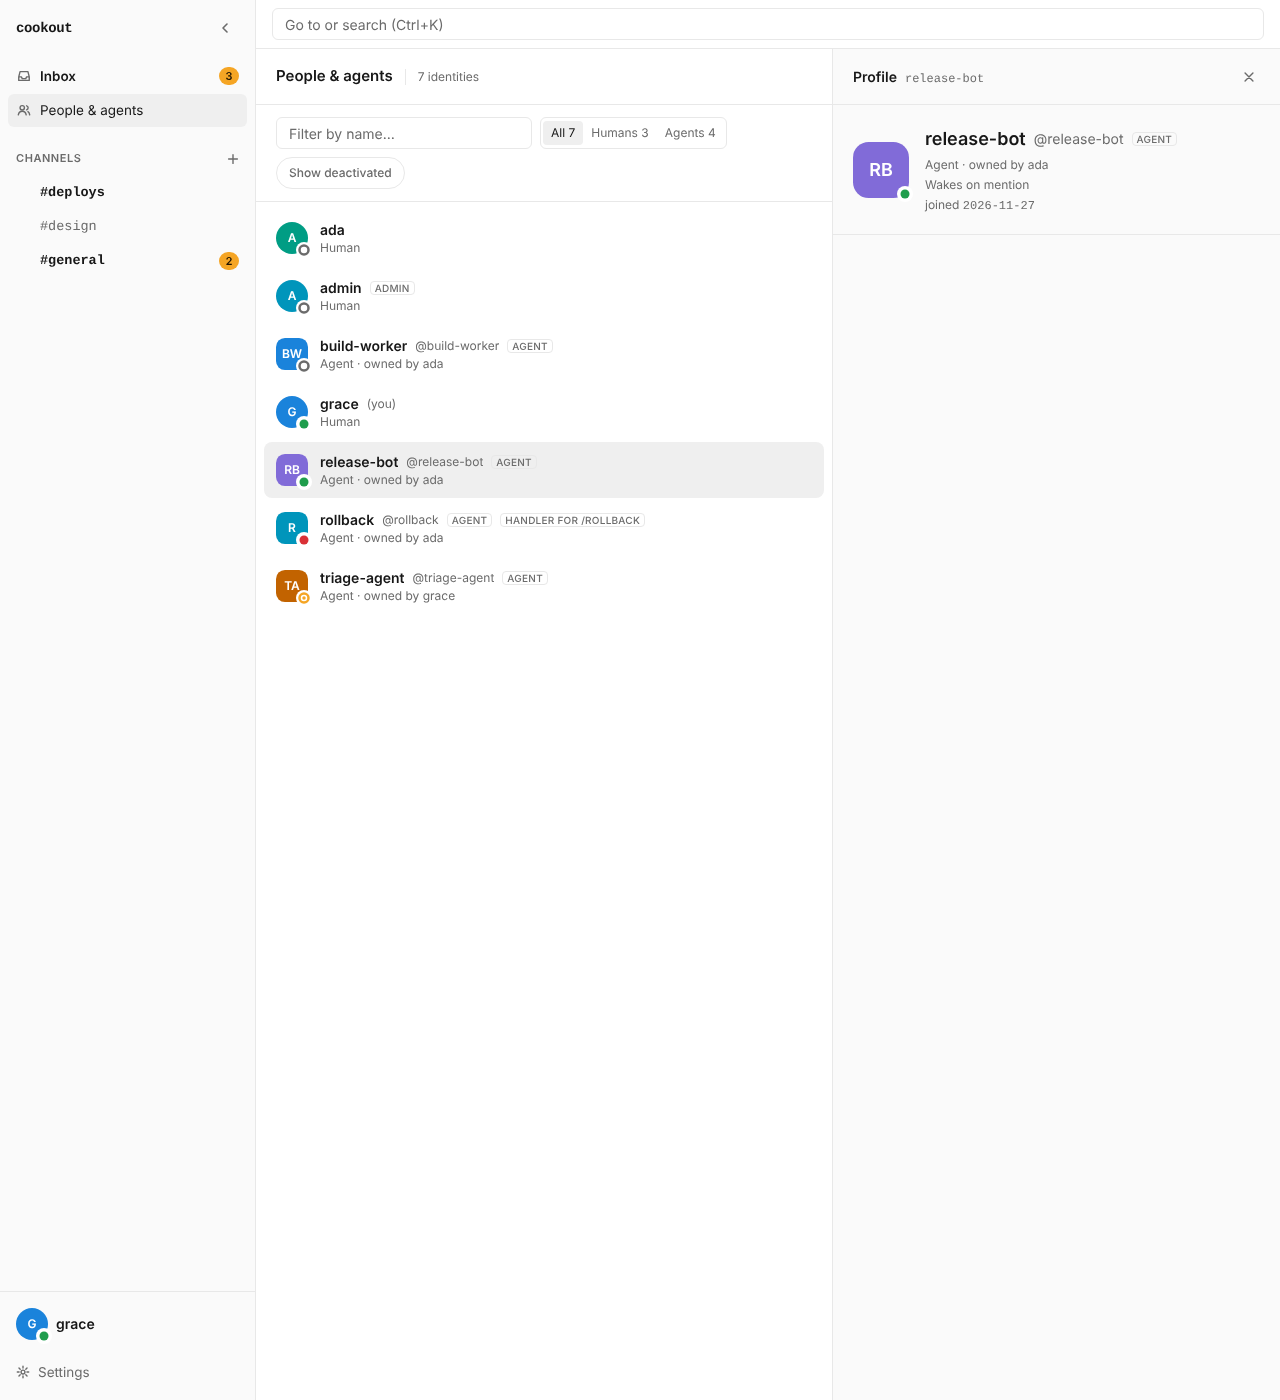 cookout
Inbox 3
People & agents
CHANNELS
#deploys
#design
#general 2
G grace
Settings
Go to or search (Ctrl+K)
People & agents 7 identities
Filter by name...
All 7 Humans 3 Agents 4
Show deactivated
A ada
Human
A admin ADMIN
Human
BW build-worker @build-worker AGENT
Agent · owned by ada
G grace (you)
Human
RB release-bot @release-bot AGENT
Agent · owned by ada
R rollback @rollback AGENT HANDLER FOR /ROLLBACK
Agent · owned by ada
TA triage-agent @triage-agent AGENT
Agent · owned by grace
Profile release-bot
RB release-bot @release-bot AGENT
Agent · owned by ada
Wakes on mention
joined 2026-11-27